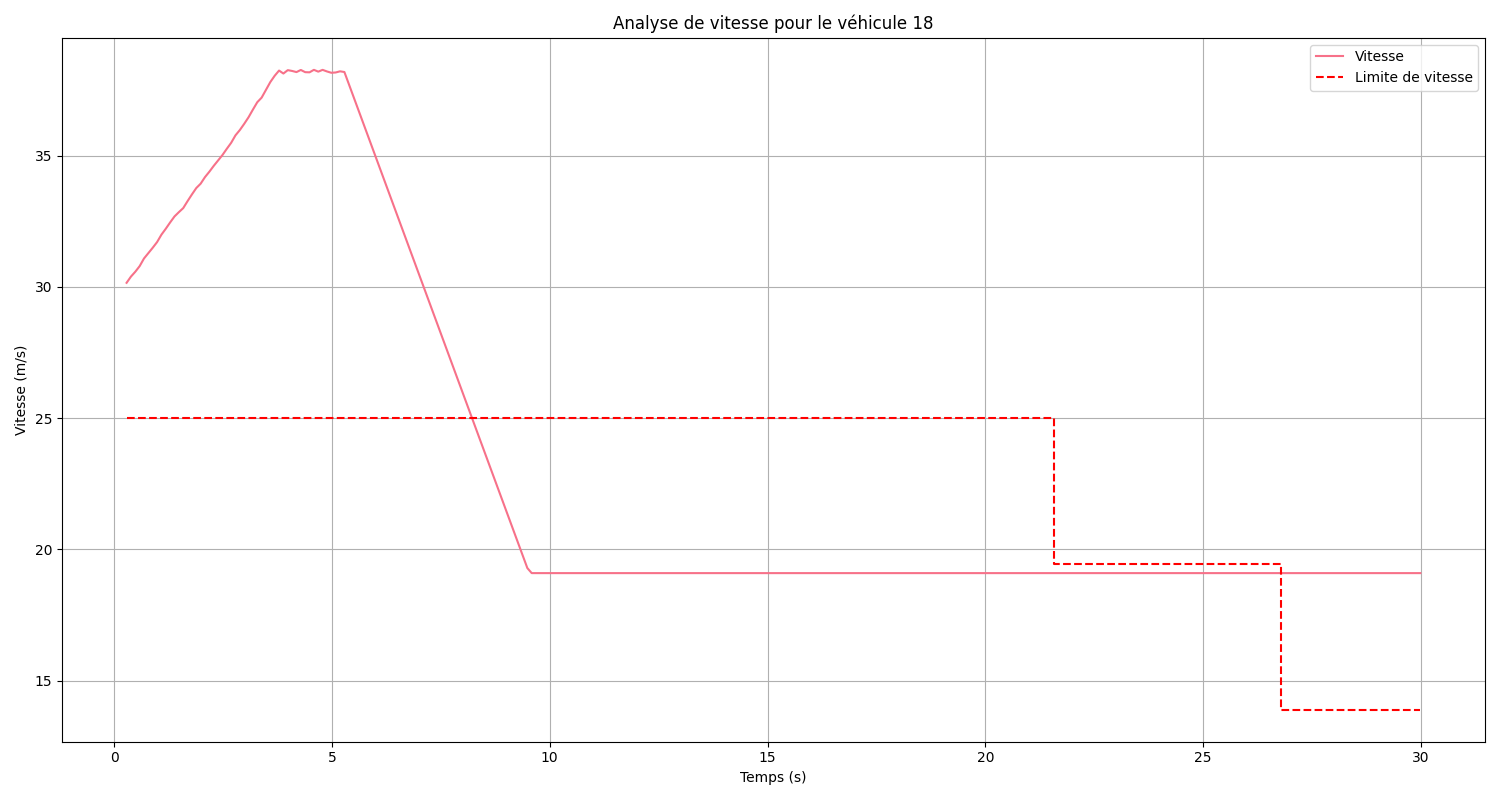 Analyse de vitesse pour le véhicule 18
Vitesse
Limite de vitesse
Vitesse (m/s)
35
30
25
20
15
0 5 10 15 20 25 30
Temps (s)